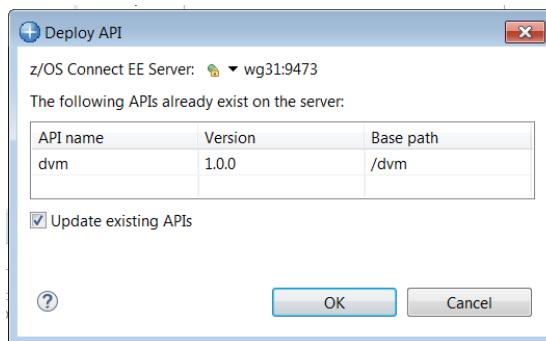 Deploy API
z/OS Connect EE Server: wg31:9473
The following APIs already exist on the server:
API name Version Base path
dvm 1.0.0 /dvm
Update existing APIs
? OK Cancel